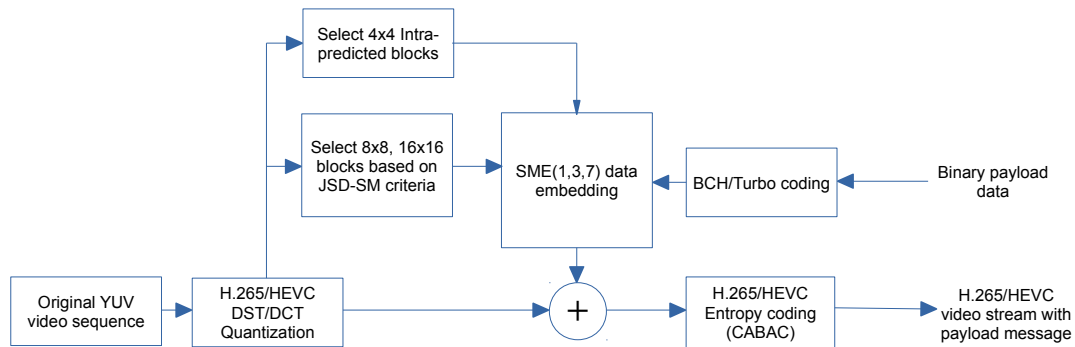 Select 4x4 Intra-
predicted blocks
Select 8x8, 16x16
blocks based on
JSD-SM criteria
SME(1,3,7) data
embedding
BCH/Turbo coding
Binary payload
data
Original YUV
video sequence
H.265/HEVC
DST/DCT
Quantization
+
H.265/HEVC
Entropy coding
(CABAC)
H.265/HEVC
video stream with
payload message